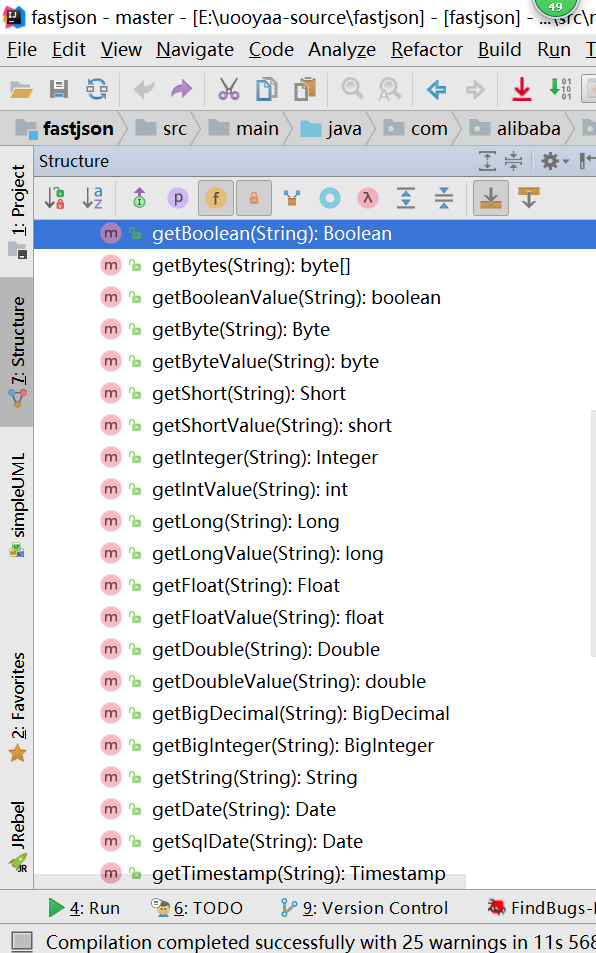 49
fastjson - master - [E:\uooyaa-source\fastjson] - [fastjson] - ...\src\
File Edit View Navigate Code Analyze Refactor Build Run
fastjson src main java com alibaba
Structure
1: Project
7: Structure
simpleUML
2: Favorites
JRebel
getBoolean(String): Boolean
getBytes(String): byte[]
getBooleanValue(String): boolean
getByte(String): Byte
getByteValue(String): byte
getShort(String): Short
getShortValue(String): short
getInteger(String): Integer
getIntValue(String): int
getLong(String): Long
getLongValue(String): long
getFloat(String): Float
getFloatValue(String): float
getDouble(String): Double
getDoubleValue(String): double
getBigDecimal(String): BigDecimal
getBigInteger(String): BigInteger
getString(String): String
getDate(String): Date
getSqlDate(String): Date
getTimestamp(String): Timestamp
4: Run 6: TODO 9: Version Control FindBugs-
Compilation completed successfully with 25 warnings in 11s 568